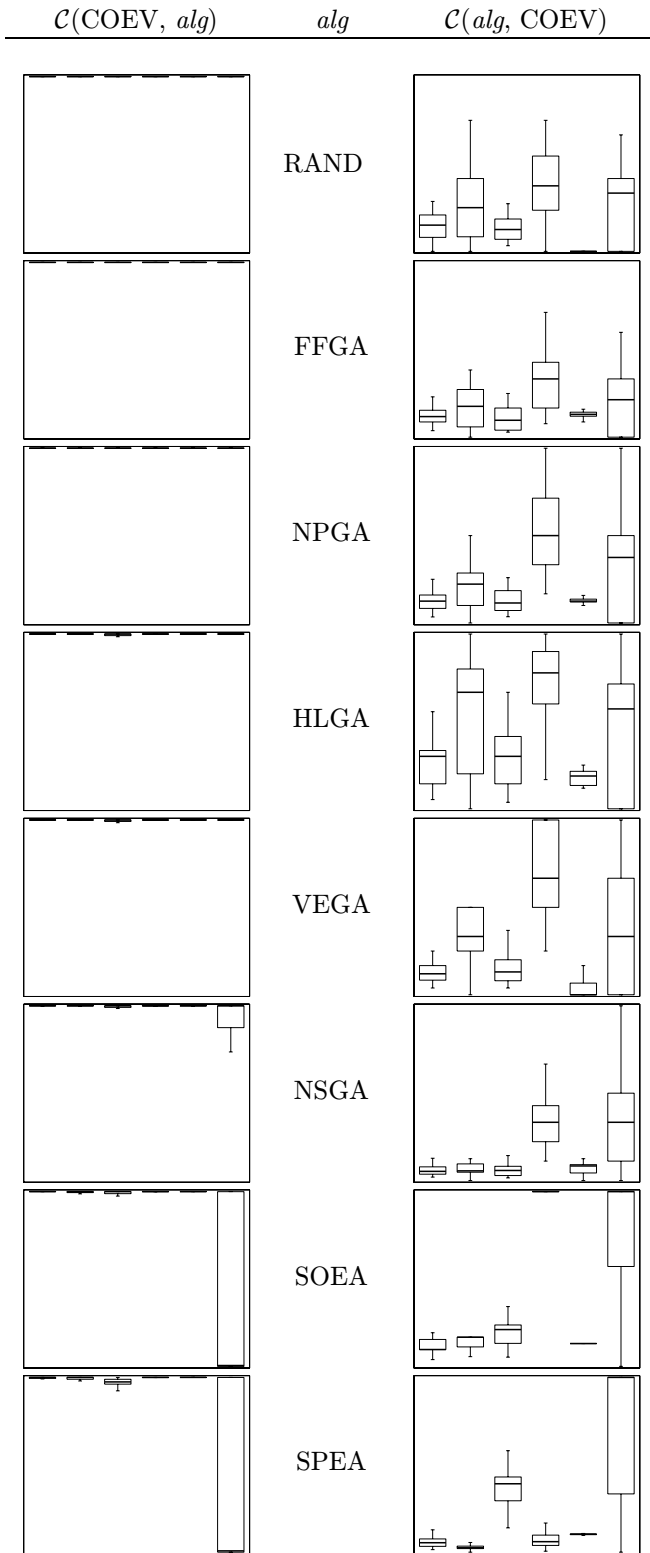 𝒞(COEV, alg) alg 𝒞(alg, COEV)
RAND
FFGA
NPGA
HLGA
VEGA
NSGA
SOEA
SPEA